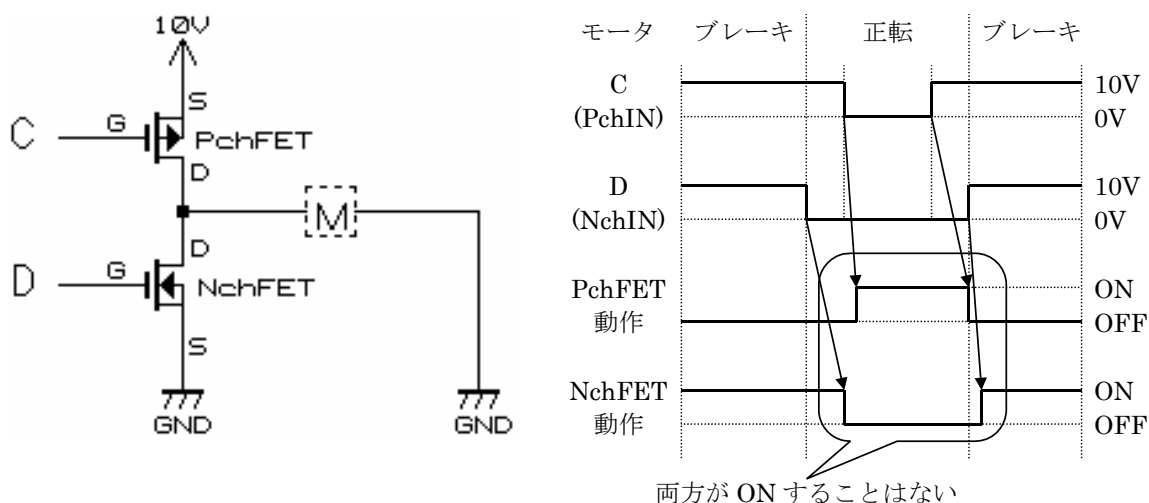 10V
S
C
G
PchFET
D
M
D
D
G
NchFET
S
GND
GND
モータ ブレーキ 正転 ブレーキ
C
(PchIN)
10V
0V
D
(NchIN)
10V
0V
PchFET
動作
ON
OFF
NchFET
動作
ON
OFF
両方が ON することはない